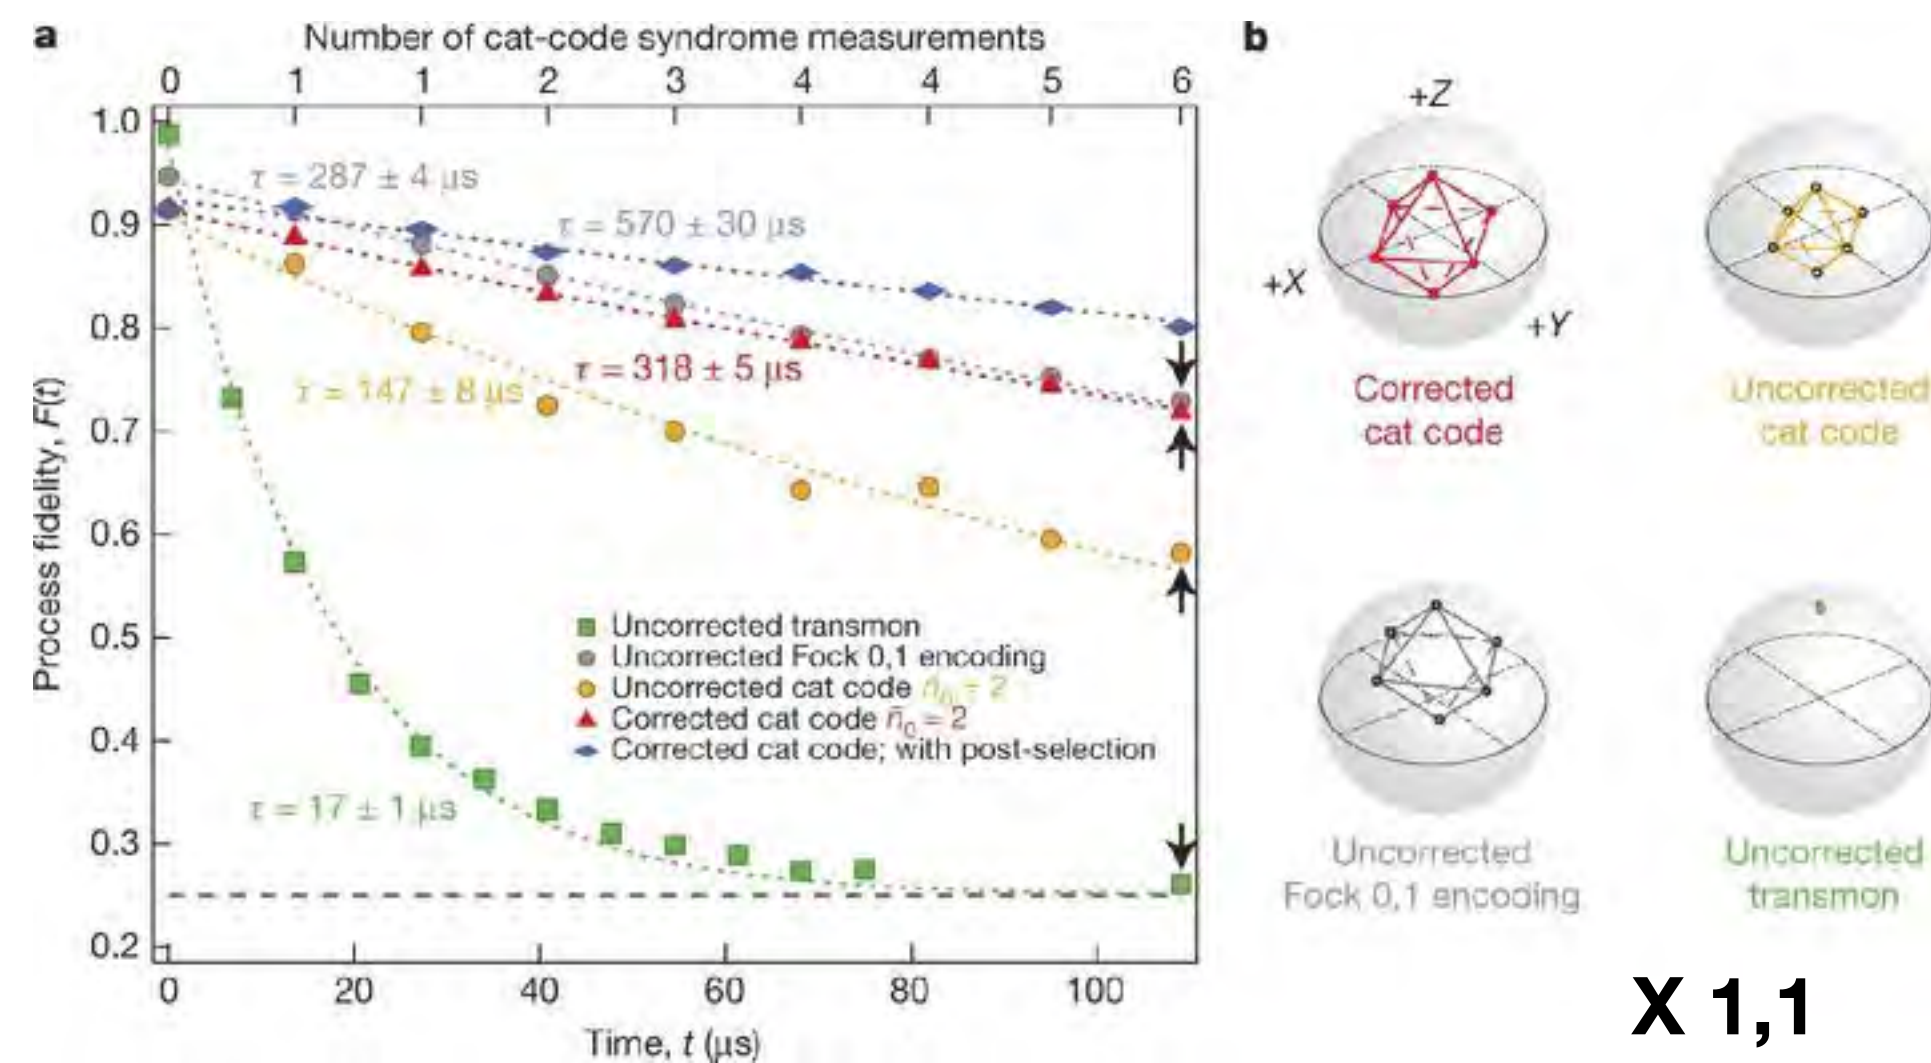 a
Number of cat-code syndrome measurements
0 1 1 2 3 4 4 5 6
1.0
0.9
0.8
0.7
0.6
0.5
0.4
0.3
0.2
Process fidelity, F(t)
τ = 287 ± 4 µs
τ = 570 ± 30 µs
τ = 318 ± 5 µs
τ = 147 ± 8 µs
τ = 17 ± 1 µs
Uncorrected transmon
Uncorrected Fock 0,1 encoding
Uncorrected cat code n̄₀ = 2
Corrected cat code n̄₀ = 2
Corrected cat code; with post-selection
0 20 40 60 80 100
Time, t (µs)
b
+Z
+X
+Y
Corrected
cat code
Uncorrected
cat code
Uncorrected
Fock 0,1 encoding
Uncorrected
transmon
X 1,1